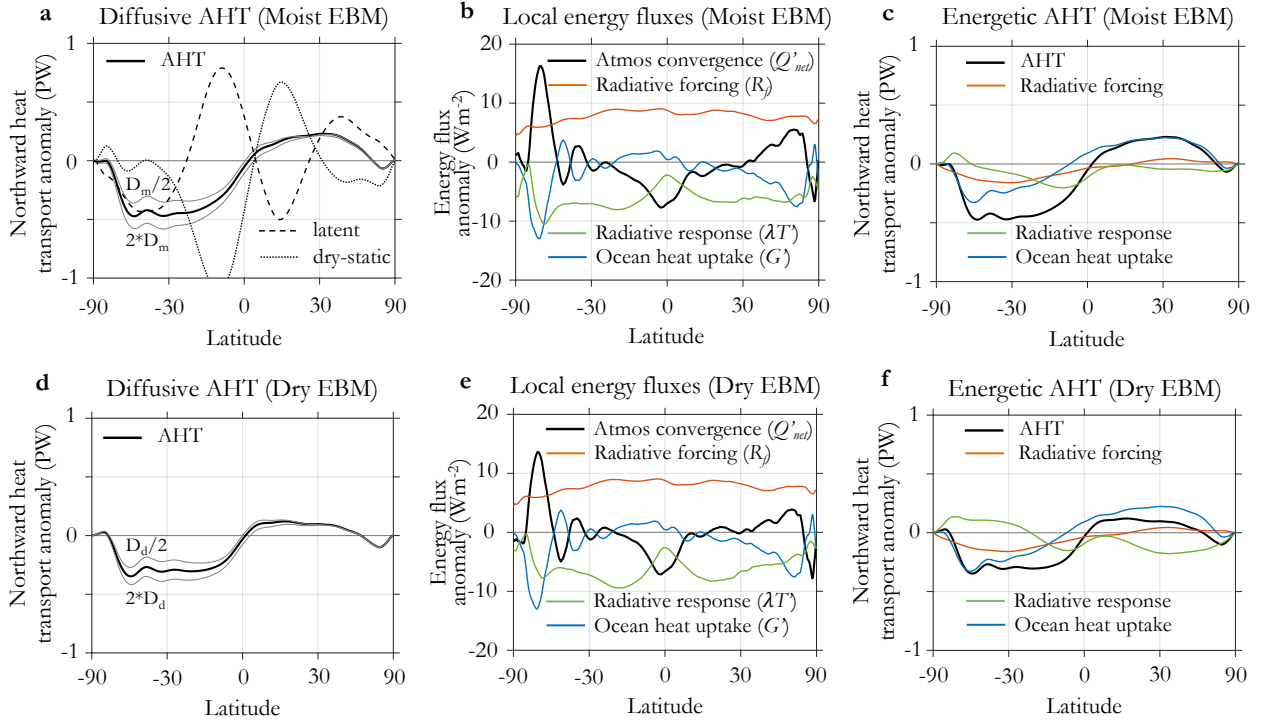 a Diffusive AHT (Moist EBM)
Northward heat
transport anomaly (PW)
1
0
-1
AHT
D_m/2
2*D_m
latent
dry-static
-90 -30 0 30 90
Latitude
b Local energy fluxes (Moist EBM)
Energy flux
anomaly (Wm⁻²)
20
10
0
-10
-20
Atmos convergence (Q'_net)
Radiative forcing (R_f)
Radiative response (λT')
Ocean heat uptake (G')
-90 -30 0 30 90
Latitude
c Energetic AHT (Moist EBM)
Northward heat
transport anomaly (PW)
1
0
-1
AHT
Radiative forcing
Radiative response
Ocean heat uptake
-90 -30 0 30 90
Latitude
d Diffusive AHT (Dry EBM)
Northward heat
transport anomaly (PW)
1
0
-1
AHT
D_d/2
2*D_d
-90 -30 0 30 90
Latitude
e Local energy fluxes (Dry EBM)
Energy flux
anomaly (Wm⁻²)
20
10
0
-10
-20
Atmos convergence (Q'_net)
Radiative forcing (R_f)
Radiative response (λT')
Ocean heat uptake (G')
-90 -30 0 30 90
Latitude
f Energetic AHT (Dry EBM)
Northward heat
transport anomaly (PW)
1
0
-1
AHT
Radiative forcing
Radiative response
Ocean heat uptake
-90 -30 0 30 90
Latitude